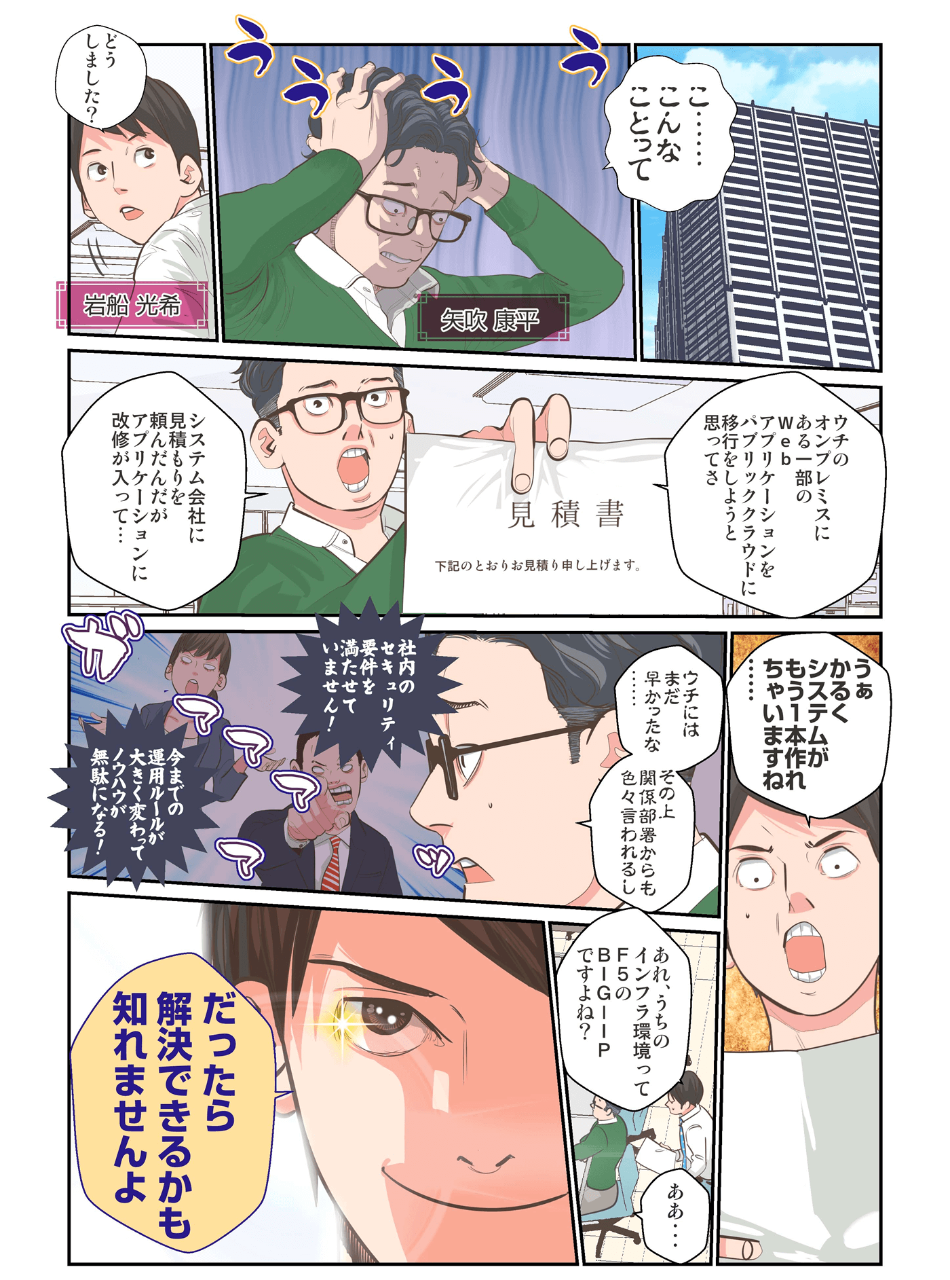 こ……
こんな
ことって
う
う
う
う
矢吹 康平
どう
しました？
岩船 光希
ウチの
オンプレミスに
ある一部の
Web
アプリケーションを
パブリッククラウドに
移行をしようと
思ってさ
見積書
下記のとおりお見積り申し上げます。
システム会社に
見積もりを
頼んだんだが
アプリケーションに
改修が入って…
うぁ
かるく
システムが
もう1本作れ
ちゃいますね
……
ウチには
まだ
早かったな
……
その上
関係部署からも
色々言われるし
社内の
セキュリティ
要件を
満たせて
いません！
ガ
ァ
ァ
ァ
ァ
ッ
今までの
運用ルールが
大きく変わって
ノウハウが
無駄になる！
あれ、うちの
インフラ環境って
F5の
BIG-IP
ですよね？
ああ・・・
だったら
解決できるかも
知れませんよ